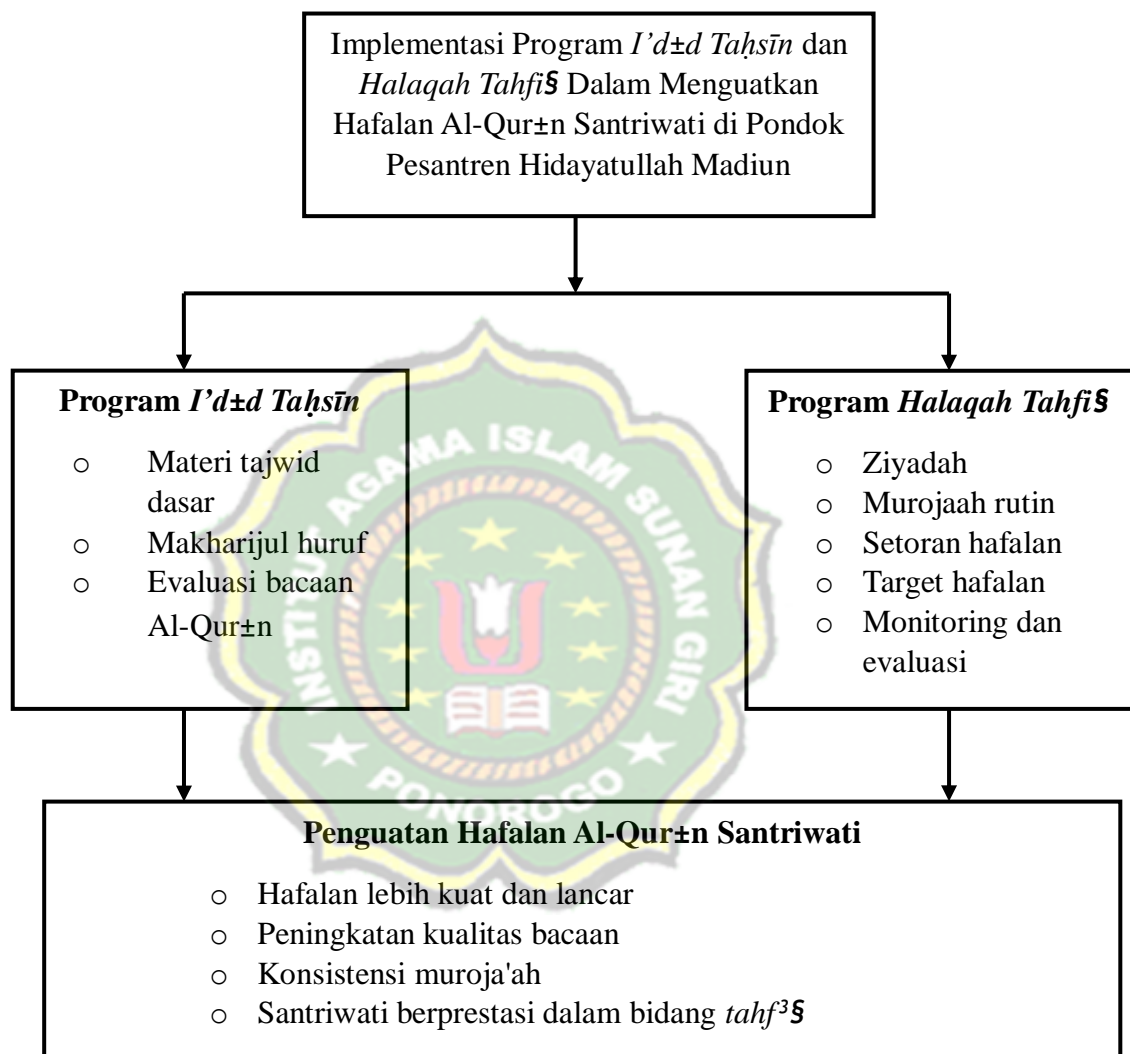 Implementasi Program I’d±d Taḥsīn dan
Halaqah Tahfi§ Dalam Menguatkan
Hafalan Al-Qur±n Santriwati di Pondok
Pesantren Hidayatullah Madiun
Program I’d±d Taḥsīn
o Materi tajwid
dasar
o Makharijul huruf
o Evaluasi bacaan
Al-Qur±n
Program Halaqah Tahfi§
o Ziyadah
o Murojaah rutin
o Setoran hafalan
o Target hafalan
o Monitoring dan
evaluasi
INSTITUT AGAMA ISLAM SUNAN GIRI
PONOROGO
Penguatan Hafalan Al-Qur±n Santriwati
o Hafalan lebih kuat dan lancar
o Peningkatan kualitas bacaan
o Konsistensi muroja'ah
o Santriwati berprestasi dalam bidang tahf³§